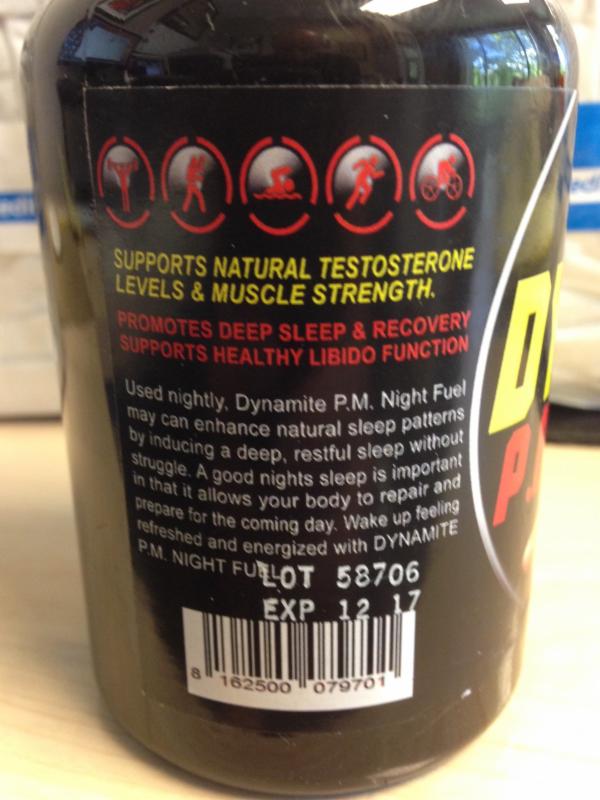 SUPPORTS NATURAL TESTOSTERONE
LEVELS & MUSCLE STRENGTH.
PROMOTES DEEP SLEEP & RECOVERY
SUPPORTS HEALTHY LIBIDO FUNCTION
Used nightly, Dynamite P.M. Night Fuel
may can enhance natural sleep patterns
by inducing a deep, restful sleep without
struggle. A good nights sleep is important
in that it allows your body to repair and
prepare for the coming day. Wake up feeling
refreshed and energized with DYNAMITE
P.M. NIGHT FUEL
LOT 58706
EXP 12 17
8 162500 079701
D
P.